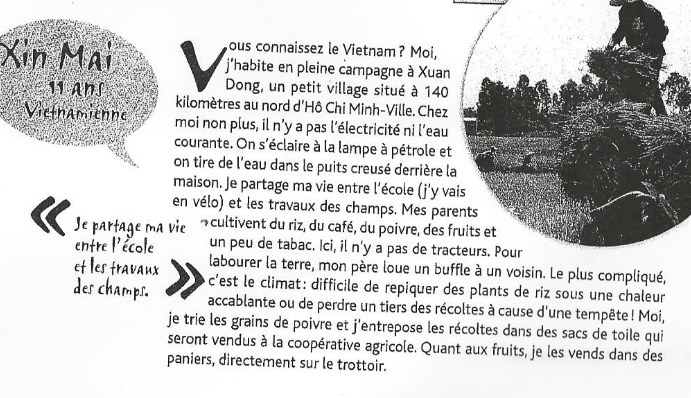 Xin Mai
11 ans
Vietnamienne
Vous connaissez le Vietnam ? Moi,
j'habite en pleine campagne à Xuan
Dong, un petit village situé à 140
kilomètres au nord d'Hô Chi Minh-Ville. Chez
moi non plus, il n'y a pas l'électricité ni l'eau
courante. On s'éclaire à la lampe à pétrole et
on tire de l'eau dans le puits creusé derrière la
maison. Je partage ma vie entre l'école (j'y vais
en vélo) et les travaux des champs. Mes parents
cultivent du riz, du café, du poivre, des fruits et
un peu de tabac. Ici, il n'y a pas de tracteurs. Pour
labourer la terre, mon père loue un buffle à un voisin. Le plus compliqué,
c'est le climat : difficile de repiquer des plants de riz sous une chaleur
accablante ou de perdre un tiers des récoltes à cause d'une tempête ! Moi,
je trie les grains de poivre et j'entrepose les récoltes dans des sacs de toile qui
seront vendus à la coopérative agricole. Quant aux fruits, je les vends dans des
paniers, directement sur le trottoir.
« Je partage ma vie
entre l'école
et les travaux
des champs. »